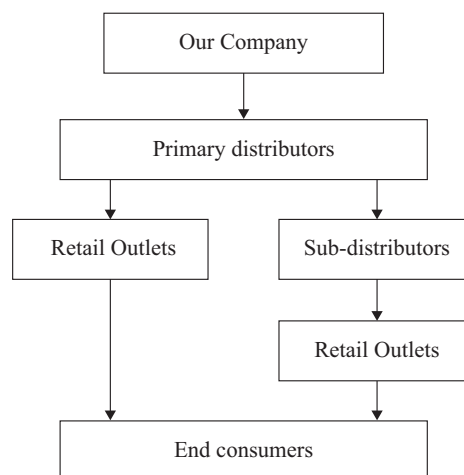 Our Company
Primary distributors
Retail Outlets
Sub-distributors
Retail Outlets
End consumers